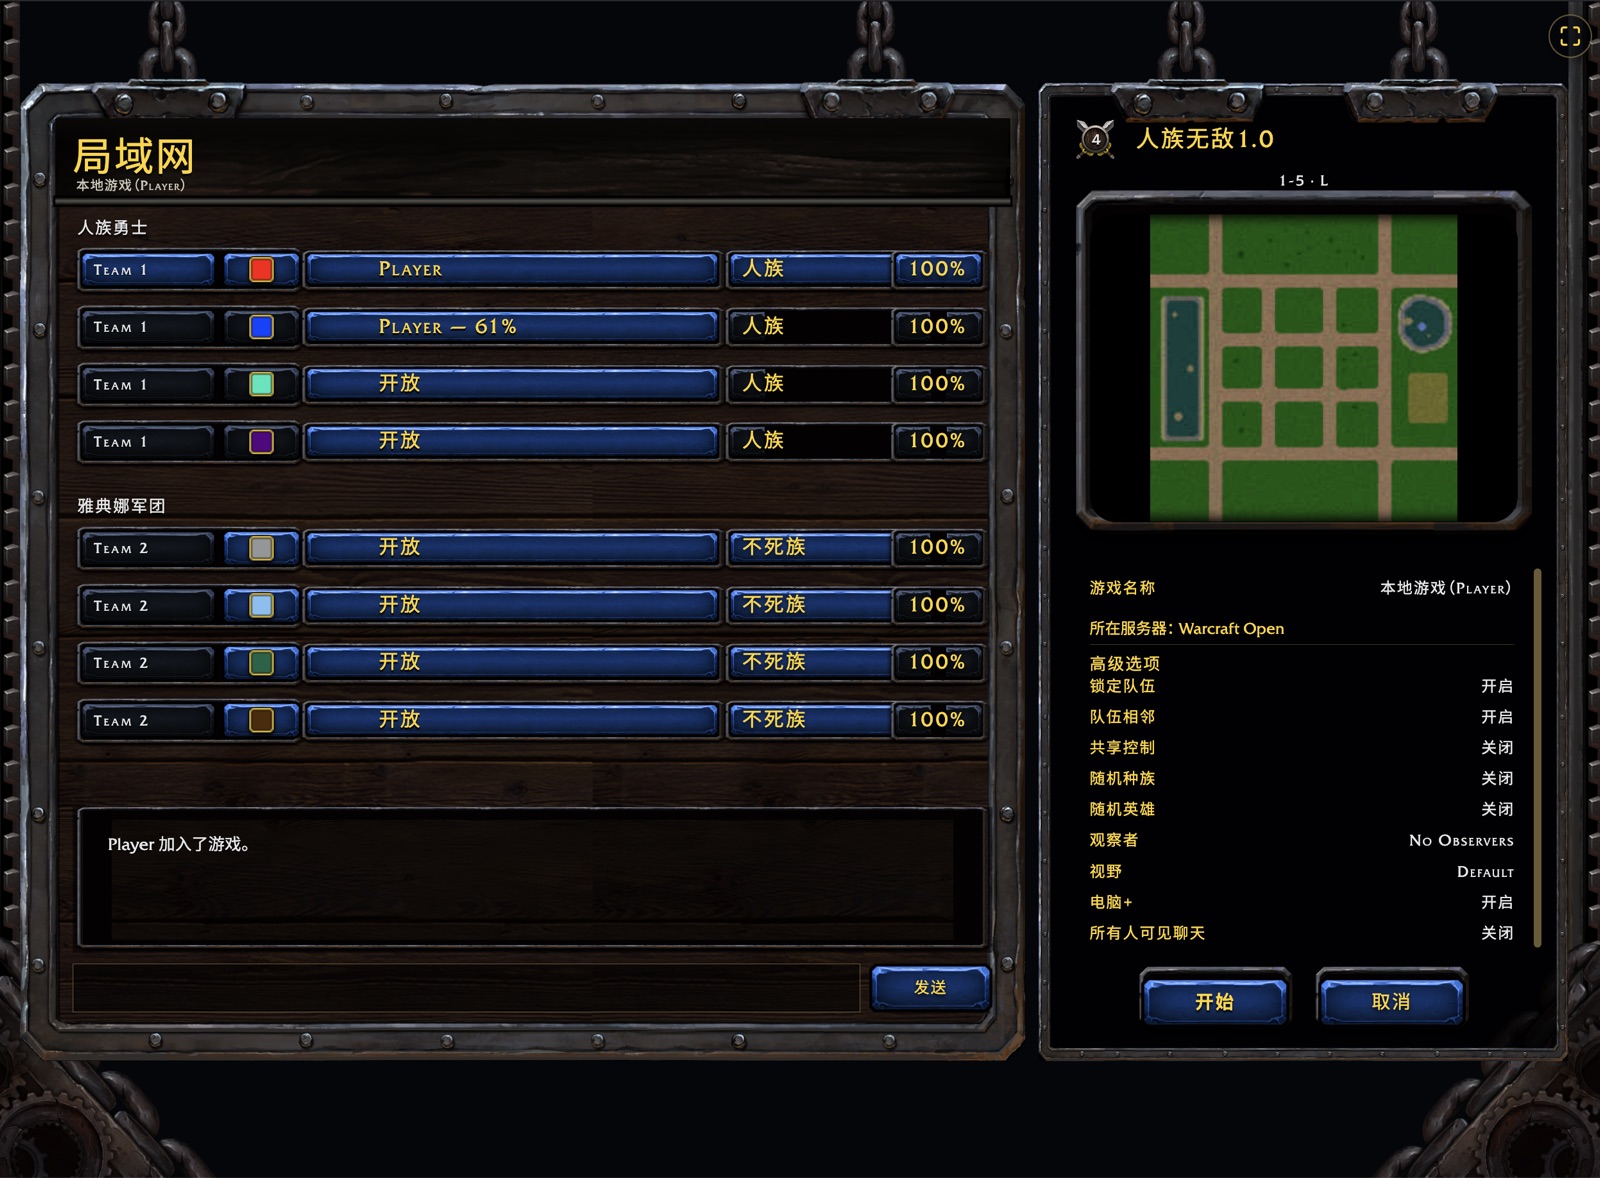 局域网
本地游戏 (Player)
人族勇士
Team 1 Player 人族 100%
Team 1 Player — 61% 人族 100%
Team 1 开放 人族 100%
Team 1 开放 人族 100%
雅典娜军团
Team 2 开放 不死族 100%
Team 2 开放 不死族 100%
Team 2 开放 不死族 100%
Team 2 开放 不死族 100%
Player 加入了游戏。
发送
4 人族无敌1.0
1-5 · L
游戏名称 本地游戏 (Player)
所在服务器: Warcraft Open
高级选项
锁定队伍 开启
队伍相邻 开启
共享控制 关闭
随机种族 关闭
随机英雄 关闭
观察者 No Observers
视野 Default
电脑+ 开启
所有人可见聊天 关闭
开始 取消